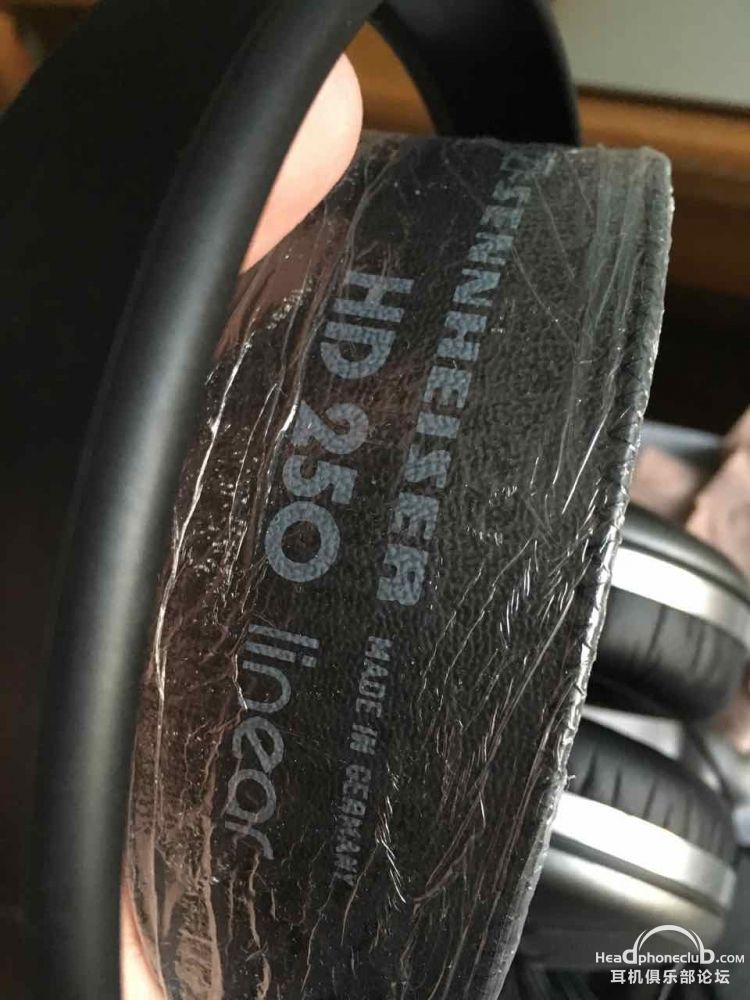 SENNHEISER
MADE IN GERMANY
HD 250
linear
HeaDphonecluD.com
耳机俱乐部论坛